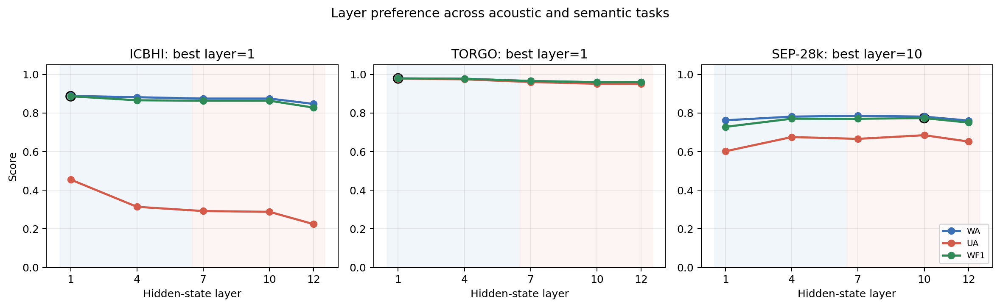 Layer preference across acoustic and semantic tasks
ICBHI: best layer=1
Score
1.0
0.8
0.6
0.4
0.2
0.0
1 4 7 10 12
Hidden-state layer
TORGO: best layer=1
1.0
0.8
0.6
0.4
0.2
0.0
1 4 7 10 12
Hidden-state layer
SEP-28k: best layer=10
1.0
0.8
0.6
0.4
0.2
0.0
1 4 7 10 12
Hidden-state layer
WA
UA
WF1